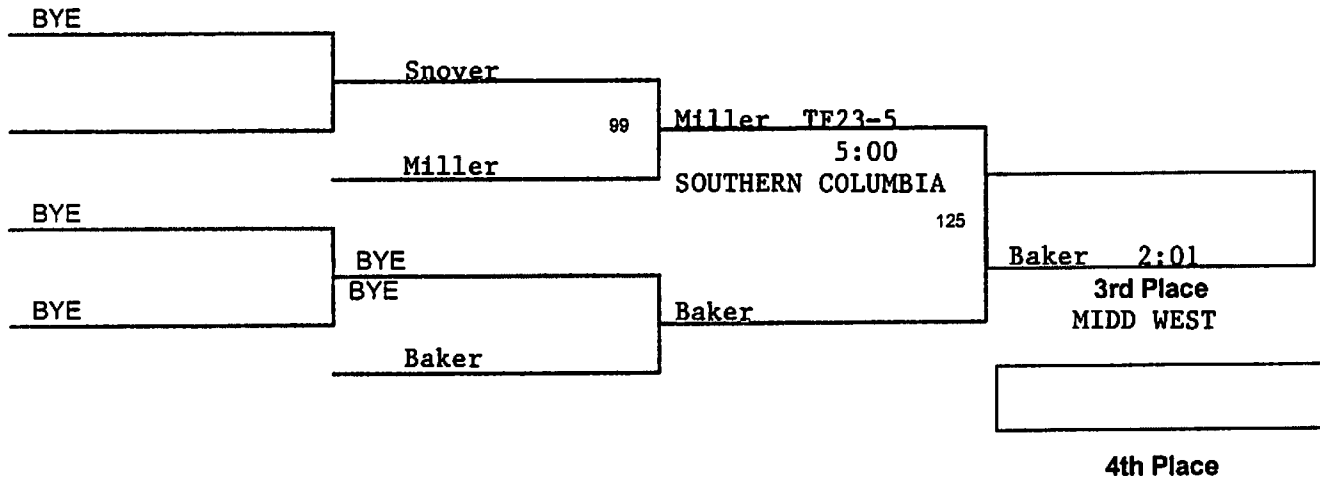 BYE
Snover
99
Miller TF23-5
5:00
Miller
SOUTHERN COLUMBIA
BYE
125
BYE
Baker 2:01
BYE
3rd Place
BYE
Baker
MIDD WEST
Baker
4th Place